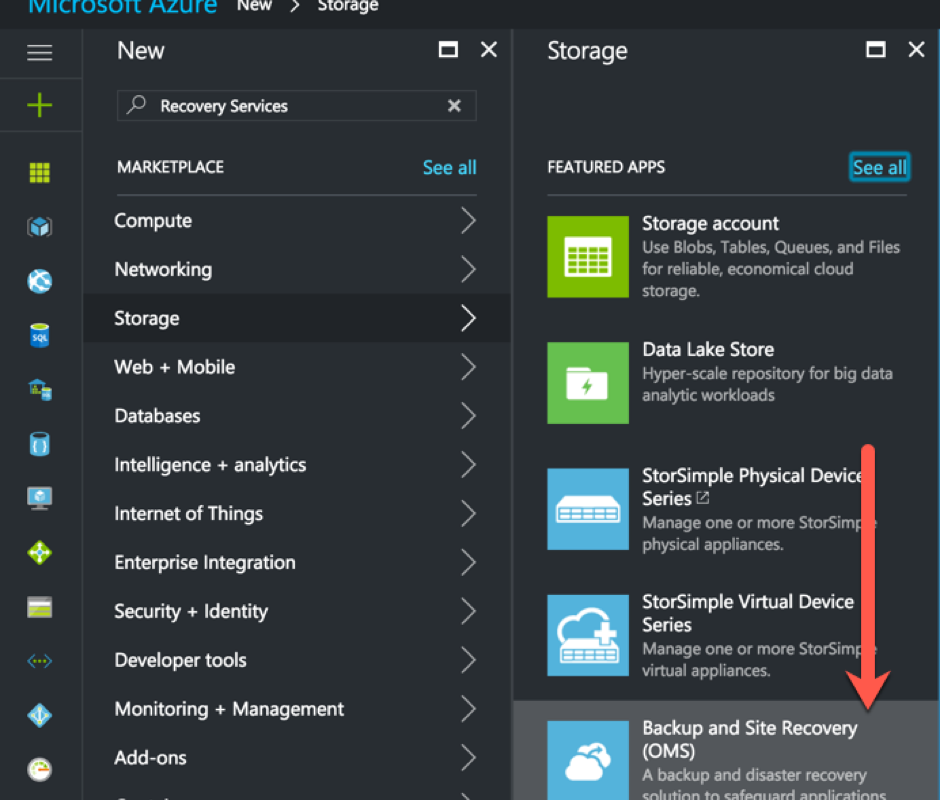 Microsoft Azure New > Storage
New
Recovery Services
MARKETPLACE See all
Compute
Networking
Storage
Web + Mobile
Databases
Intelligence + analytics
Internet of Things
Enterprise Integration
Security + Identity
Developer tools
Monitoring + Management
Add-ons
Storage
FEATURED APPS See all
Storage account
Use Blobs, Tables, Queues, and Files
for reliable, economical cloud
storage.
Data Lake Store
Hyper-scale repository for big data
analytic workloads
StorSimple Physical Device
Series
Manage one or more StorSimple
physical appliances.
StorSimple Virtual Device
Series
Manage one or more StorSimple
virtual appliances.
Backup and Site Recovery
(OMS)
A backup and disaster recovery
solution to safeguard applications
SQL